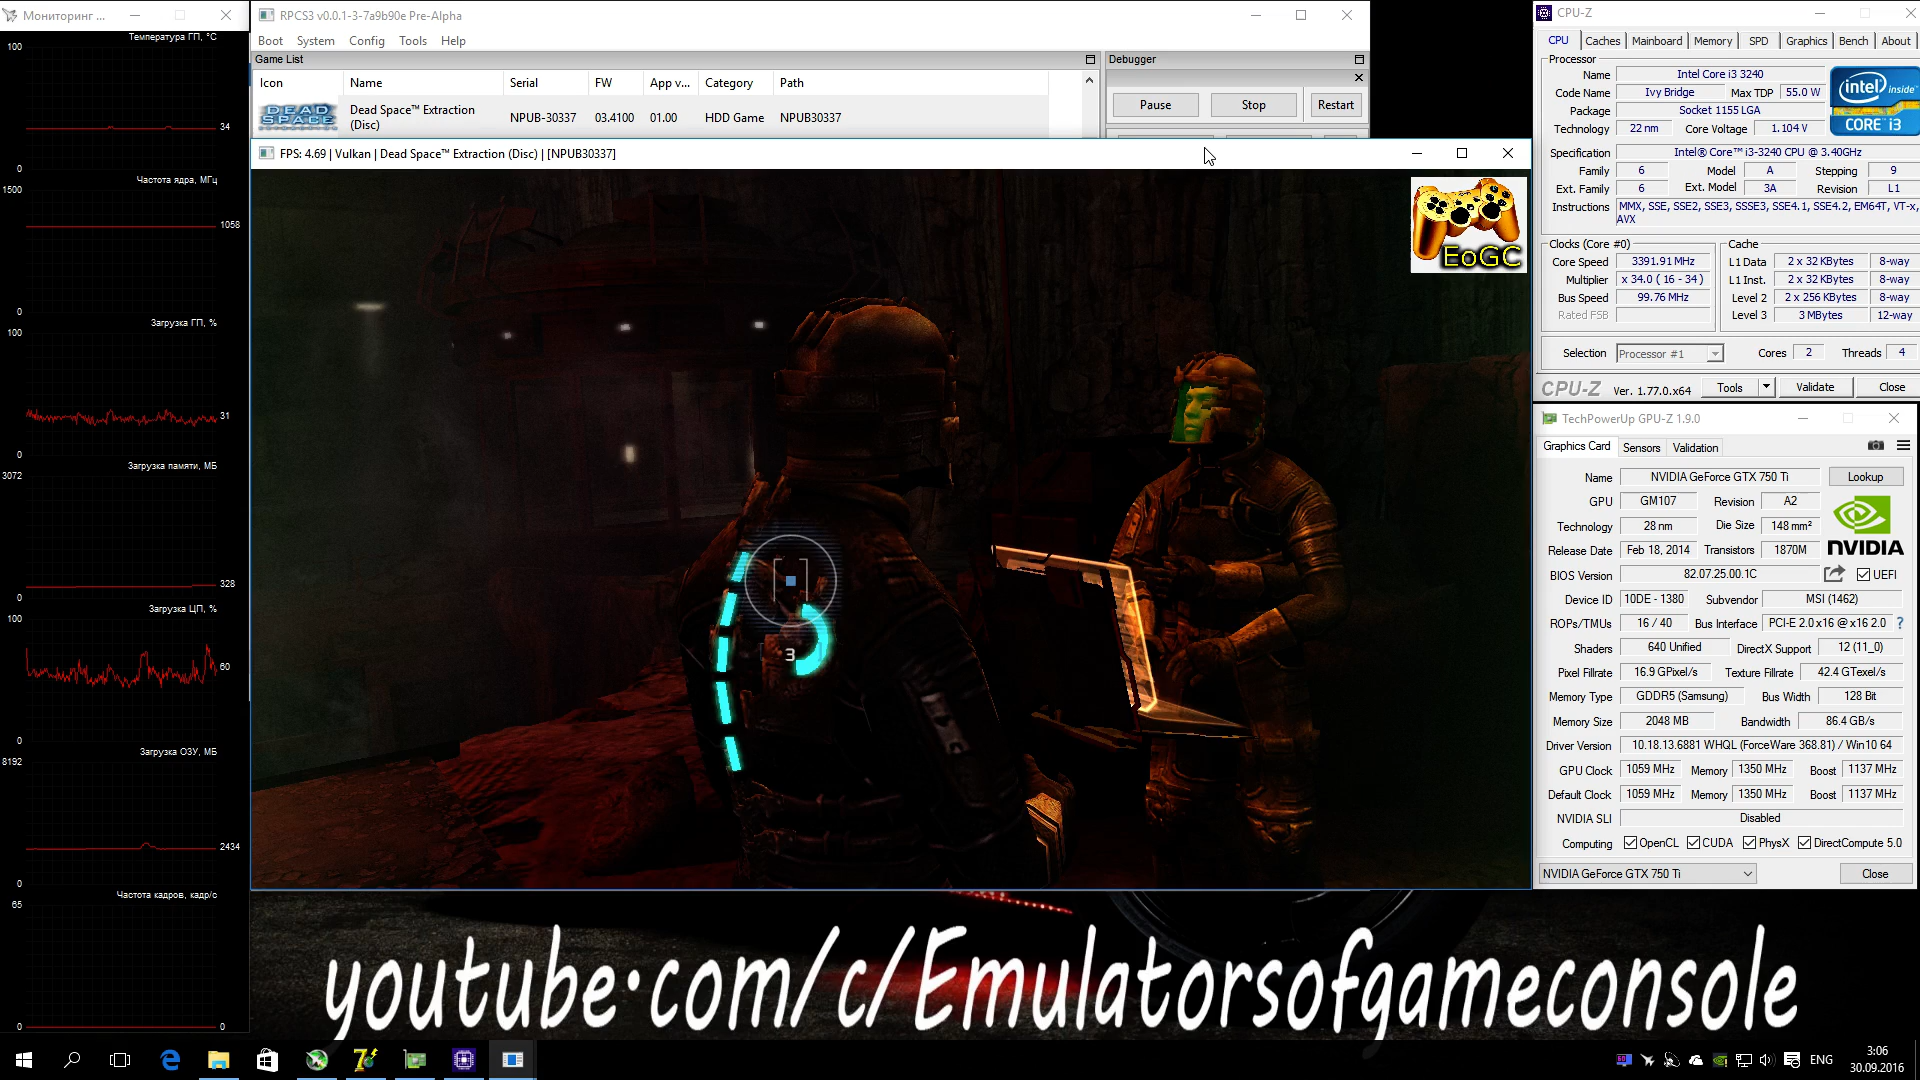 Мониторинг ...
Температура ГП, °C
100
34
0
Частота ядра, МГц
1500
1058
0
Загрузка ГП, %
100
31
0
Загрузка памяти, МБ
3072
328
0
Загрузка ЦП, %
100
60
0
Загрузка ОЗУ, МБ
8192
2434
0
Частота кадров, кадр/с
65
0
0
RPCS3 v0.0.1-3-7a9b90e Pre-Alpha
Boot System Config Tools Help
Game List
Icon Name Serial FW App v... Category Path
DEAD SPACE
Dead Space™ Extraction (Disc) NPUB-30337 03.4100 01.00 HDD Game NPUB30337
Debugger
Pause Stop Restart
FPS: 4.69 | Vulkan | Dead Space™ Extraction (Disc) | [NPUB30337]
EoGC
3
CPU-Z
CPU Caches Mainboard Memory SPD Graphics Bench About
Processor
Name Intel Core i3 3240
Code Name Ivy Bridge Max TDP 55.0 W
Package Socket 1155 LGA
Technology 22 nm Core Voltage 1.104 V
intel inside™
CORE i3
Specification Intel® Core™ i3-3240 CPU @ 3.40GHz
Family 6 Model A Stepping 9
Ext. Family 6 Ext. Model 3A Revision L1
Instructions MMX, SSE, SSE2, SSE3, SSSE3, SSE4.1, SSE4.2, EM64T, VT-x,
AVX
Clocks (Core #0)
Core Speed 3391.91 MHz
Multiplier x 34.0 ( 16 - 34 )
Bus Speed 99.76 MHz
Rated FSB
Cache
L1 Data 2 x 32 KBytes 8-way
L1 Inst. 2 x 32 KBytes 8-way
Level 2 2 x 256 KBytes 8-way
Level 3 3 MBytes 12-way
Selection Processor #1 Cores 2 Threads 4
CPU-Z Ver. 1.77.0.x64 Tools Validate Close
TechPowerUp GPU-Z 1.9.0
Graphics Card Sensors Validation
Name NVIDIA GeForce GTX 750 Ti Lookup
GPU GM107 Revision A2
Technology 28 nm Die Size 148 mm²
Release Date Feb 18, 2014 Transistors 1870M
NVIDIA
BIOS Version 82.07.25.00.1C UEFI
Device ID 10DE - 1380 Subvendor MSI (1462)
ROPs/TMUs 16 / 40 Bus Interface PCI-E 2.0 x16 @ x16 2.0 ?
Shaders 640 Unified DirectX Support 12 (11_0)
Pixel Fillrate 16.9 GPixel/s Texture Fillrate 42.4 GTexel/s
Memory Type GDDR5 (Samsung) Bus Width 128 Bit
Memory Size 2048 MB Bandwidth 86.4 GB/s
Driver Version 10.18.13.6881 WHQL (ForceWare 368.81) / Win10 64
GPU Clock 1059 MHz Memory 1350 MHz Boost 1137 MHz
Default Clock 1059 MHz Memory 1350 MHz Boost 1137 MHz
NVIDIA SLI Disabled
Computing OpenCL CUDA PhysX DirectCompute 5.0
NVIDIA GeForce GTX 750 Ti Close
youtube.com/c/Emulatorsofgameconsole
ENG
3:06
30.09.2016